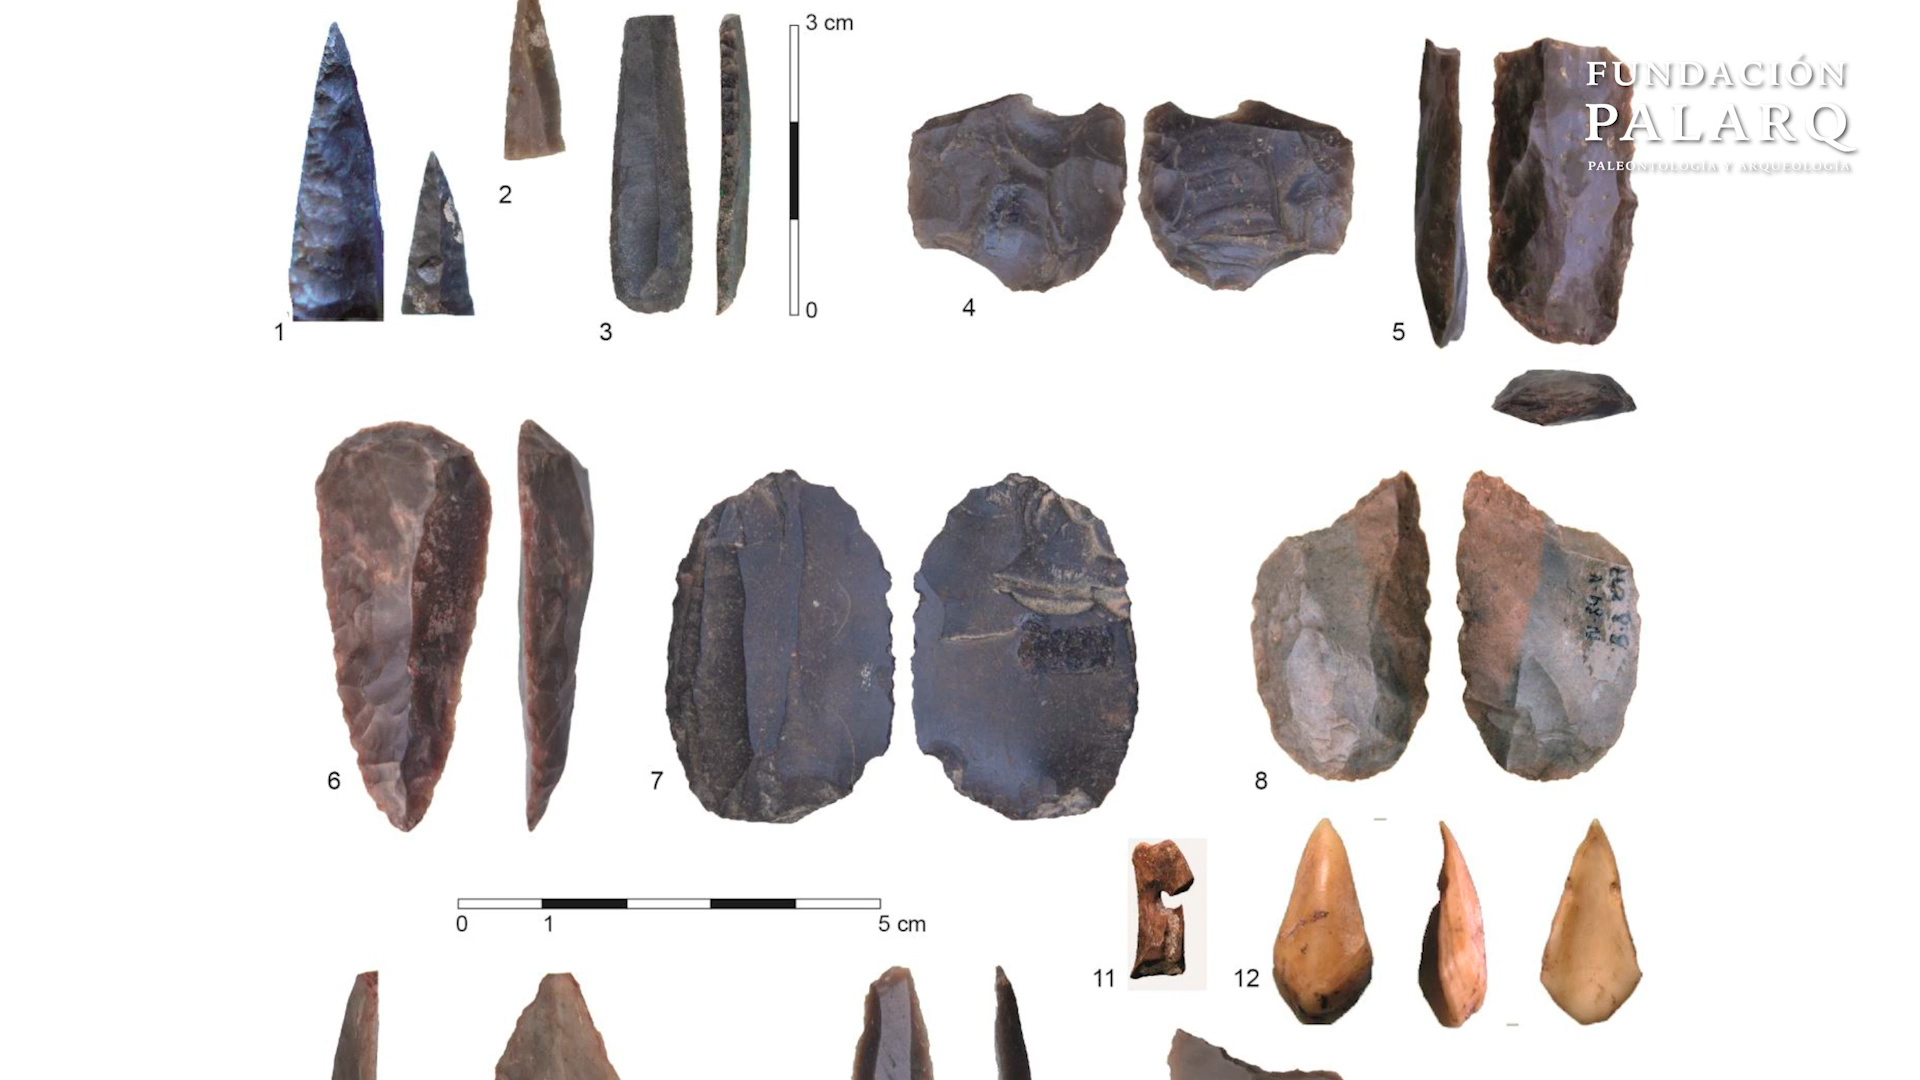 3 cm
FUNDACIÓN
PALARQ
PALEONTOLOGÍA Y ARQUEOLOGÍA
2
0
4
1
3
5
6
7
8
0 1 5 cm
11
12